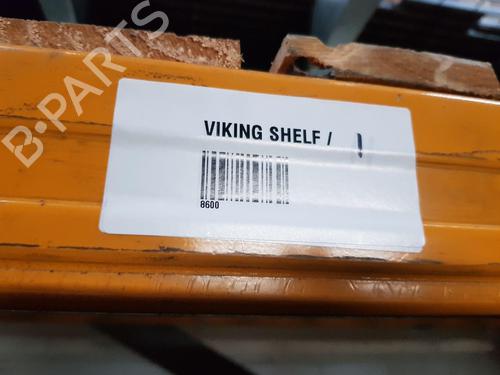 B-PARTS
VIKING SHELF / I
8600